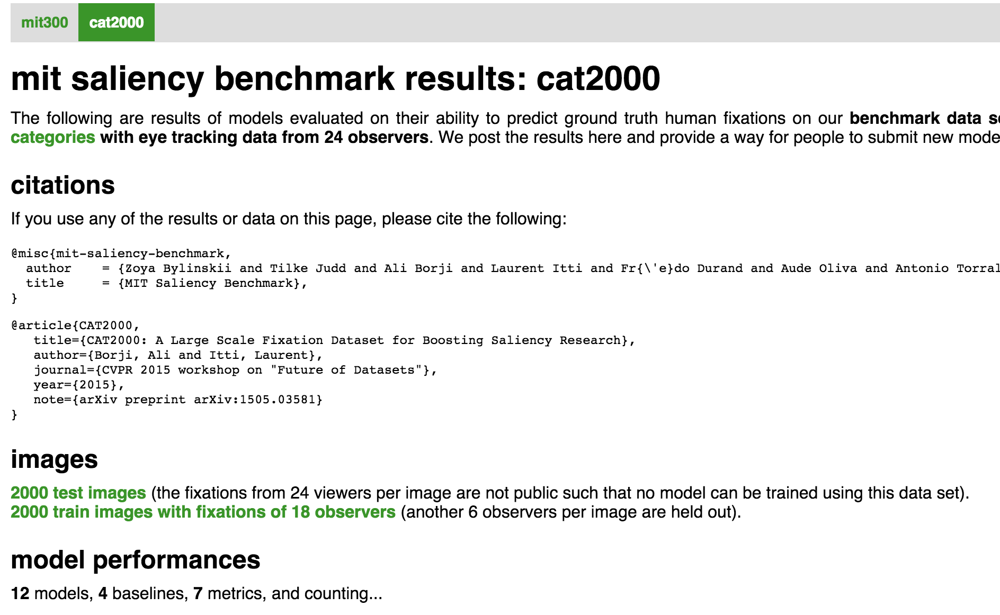 mit300 cat2000
mit saliency benchmark results: cat2000
The following are results of models evaluated on their ability to predict ground truth human fixations on our benchmark data
categories with eye tracking data from 24 observers. We post the results here and provide a way for people to submit new
citations
If you use any of the results or data on this page, please cite the following:
@misc{mit-saliency-benchmark,
author = {Zoya Bylinskii and Tilke Judd and Ali Borji and Laurent Itti and Fr{\'e}do Durand and Aude Oliva and Antonio
title = {MIT Saliency Benchmark},
}
@article{CAT2000,
title={CAT2000: A Large Scale Fixation Dataset for Boosting Saliency Research},
author={Borji, Ali and Itti, Laurent},
journal={CVPR 2015 workshop on "Future of Datasets"},
year={2015},
note={arXiv preprint arXiv:1505.03581}
}
images
2000 test images (the fixations from 24 viewers per image are not public such that no model can be trained using this data set).
2000 train images with fixations of 18 observers (another 6 observers per image are held out).
model performances
12 models, 4 baselines, 7 metrics, and counting...